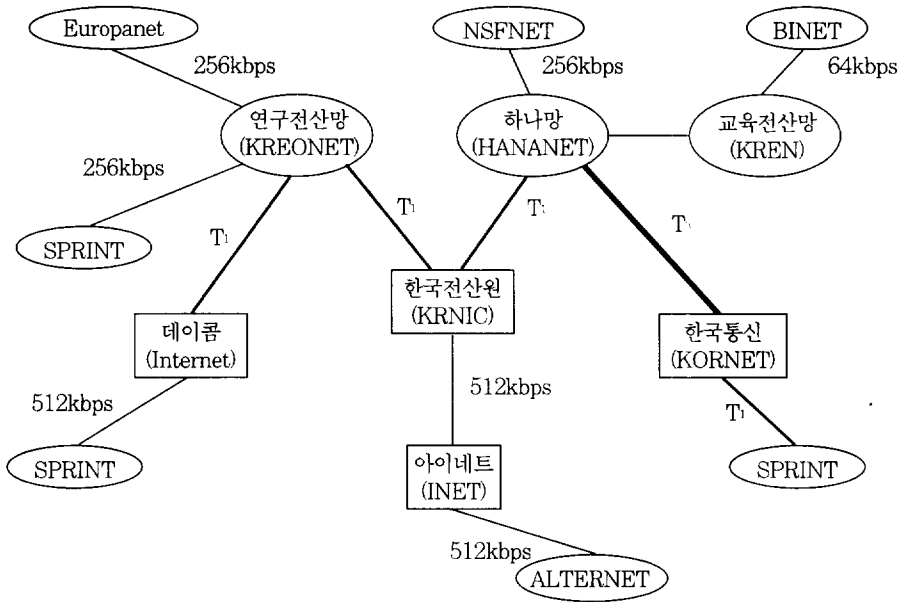 Europanet
NSFNET
BINET
256kbps
256kbps
64kbps
연구전산망
(KREONET)
하나망
(HANANET)
교육전산망
(KREN)
256kbps
SPRINT
T1
T1
한국전산원
(KRNIC)
데이콤
(Internet)
한국통신
(KORNET)
512kbps
512kbps
T1
SPRINT
아이네트
(INET)
SPRINT
512kbps
ALTERNET